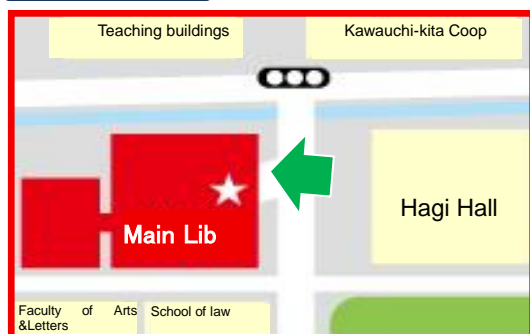 Teaching buildings
Kawauchi-kita Coop
Main Lib
Hagi Hall
Faculty of Arts
&Letters
School of law